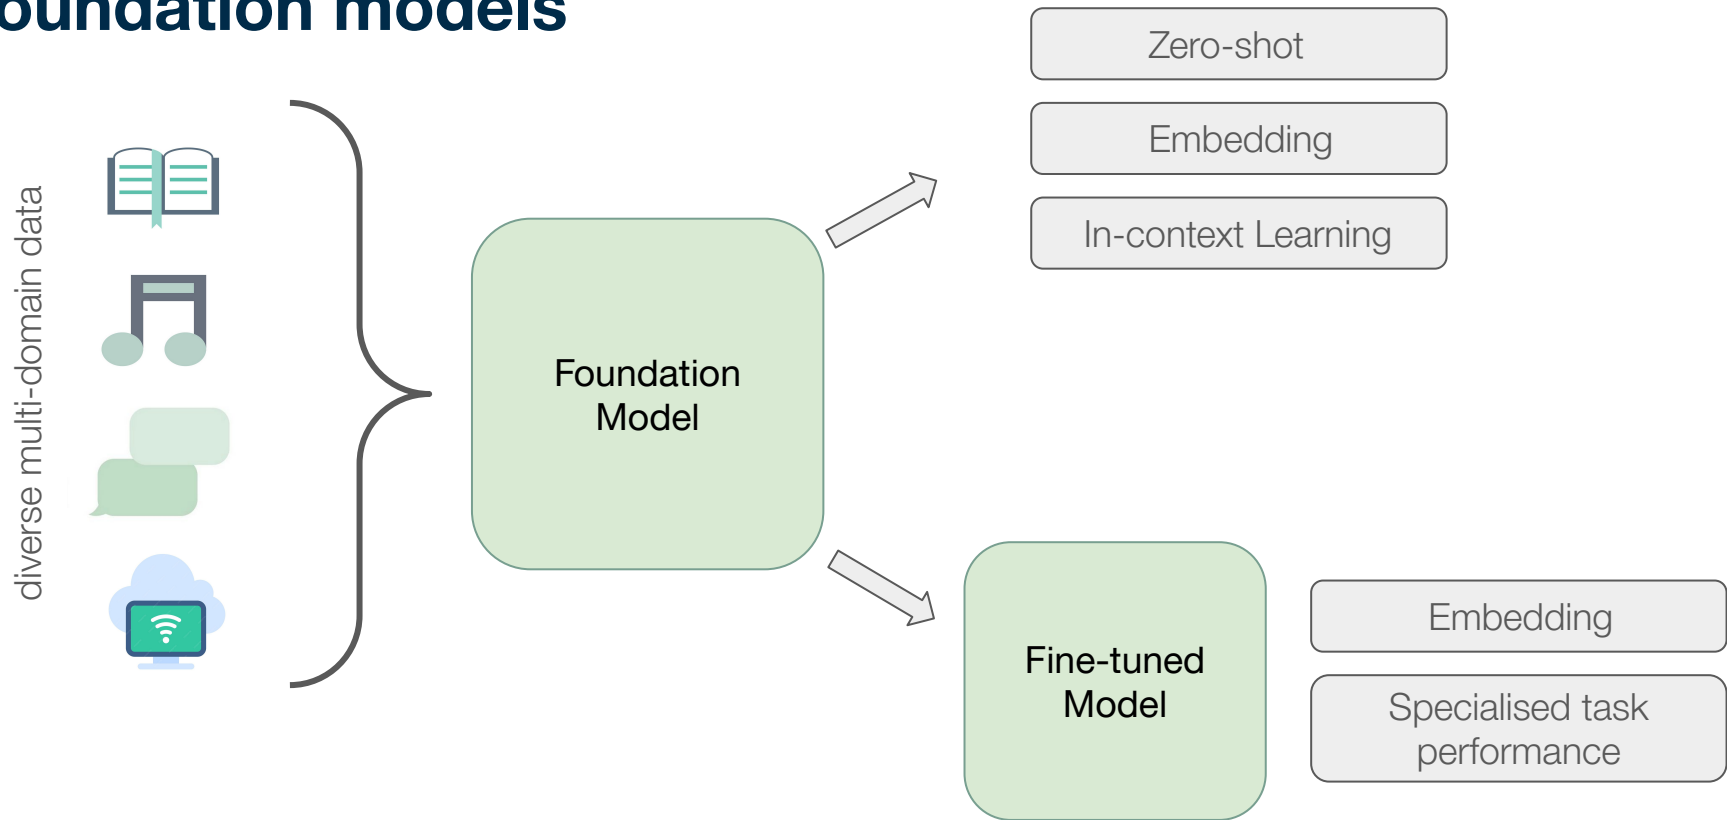 oundation models
diverse multi-domain data
Foundation
Model
Zero-shot
Embedding
In-context Learning
Fine-tuned
Model
Embedding
Specialised task
performance